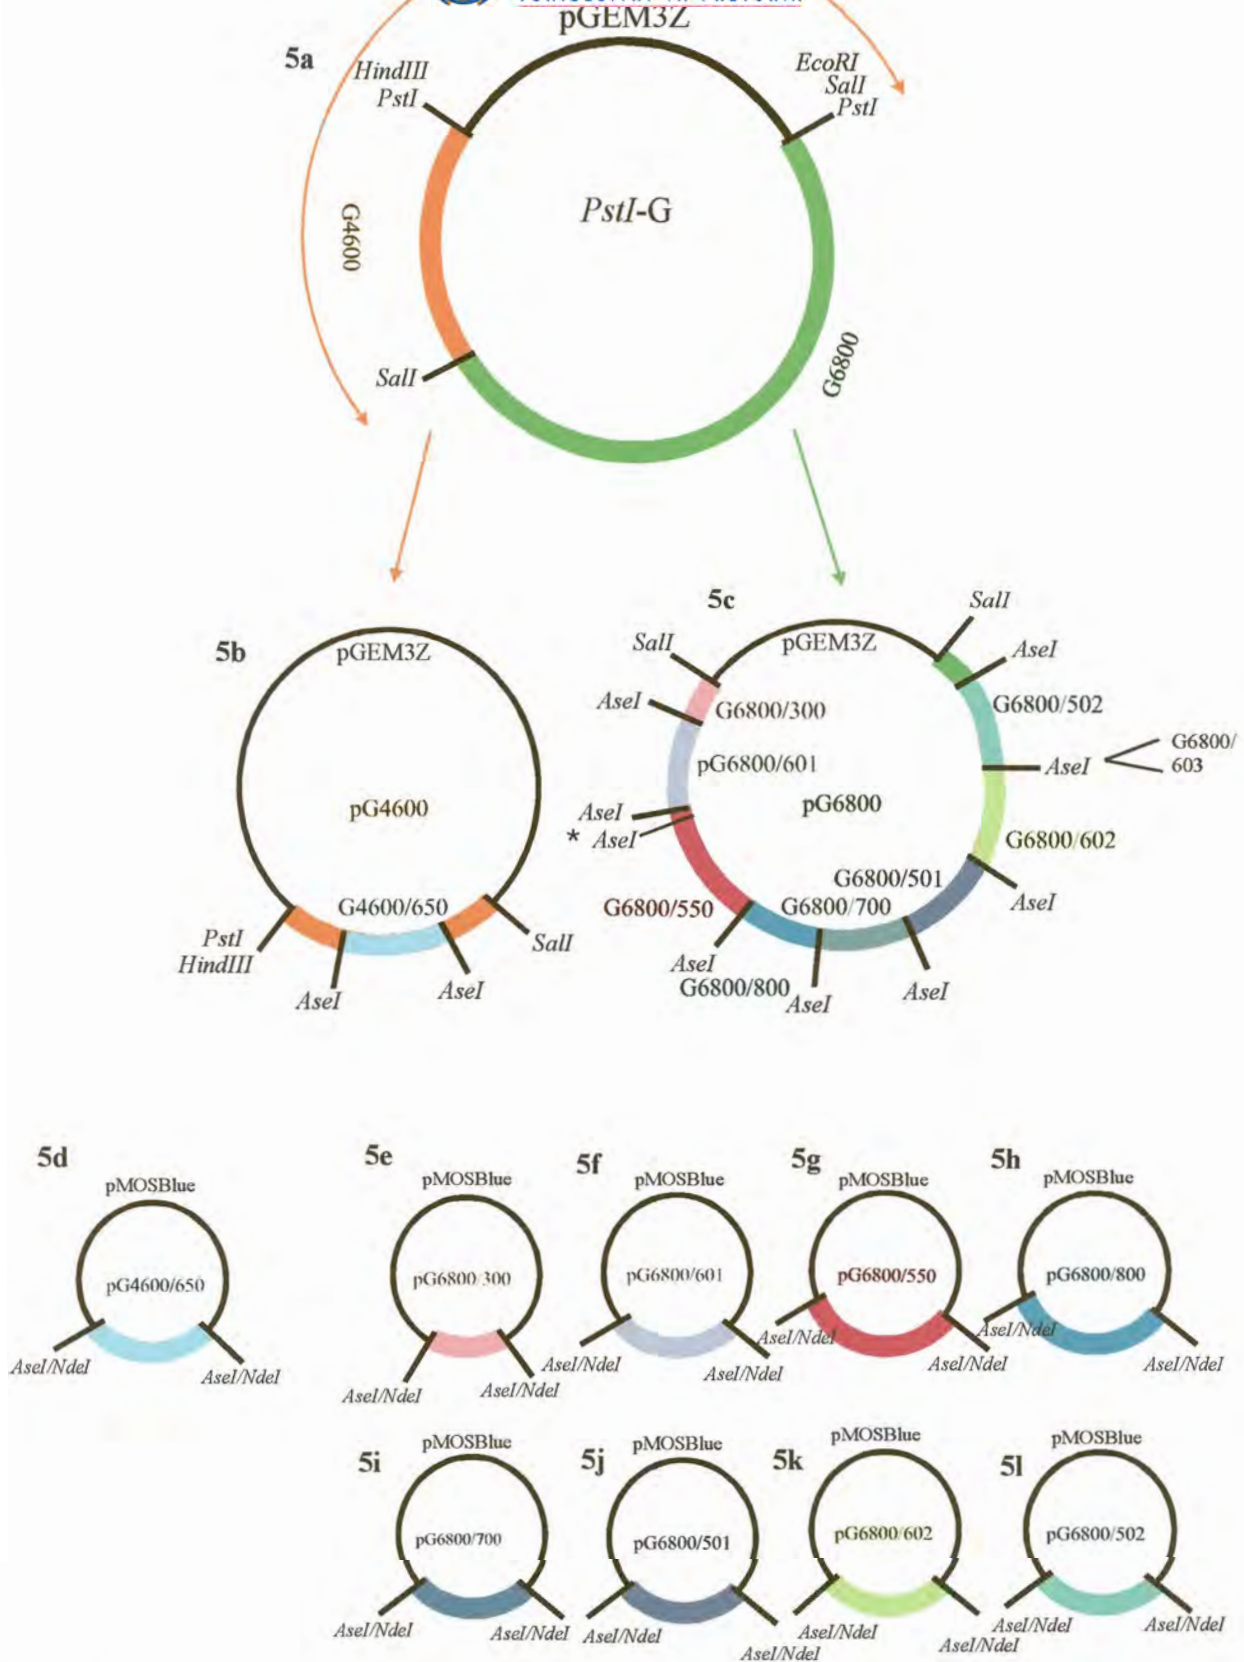 pGEM3Z
5a
HindIII
PstI
EcoRI
SalI
PstI
PstI-G
G4600
G6800
SalI
5b
pGEM3Z
pG4600
G4600/650
PstI
HindIII
AseI
AseI
SalI
5c
pGEM3Z
SalI
SalI
AseI
AseI
G6800/300
G6800/502
pG6800/601
AseI
G6800/
603
pG6800
AseI
* AseI
G6800/602
G6800/501
AseI
G6800/550
G6800/700
AseI
G6800/800
AseI
AseI
5d
pMOSBlue
pG4600/650
AseI/NdeI
AseI/NdeI
5e
pMOSBlue
pG6800/300
AseI/NdeI
AseI/NdeI
5f
pMOSBlue
pG6800/601
AseI/NdeI
AseI/NdeI
5g
pMOSBlue
pG6800/550
AseI/NdeI
AseI/NdeI
5h
pMOSBlue
pG6800/800
AseI/NdeI
AseI/NdeI
5i
pMOSBlue
pG6800/700
AseI/NdeI
AseI/NdeI
5j
pMOSBlue
pG6800/501
AseI/NdeI
AseI/NdeI
5k
pMOSBlue
pG6800/602
AseI/NdeI
AseI/NdeI
5l
pMOSBlue
pG6800/502
AseI/NdeI
AseI/NdeI